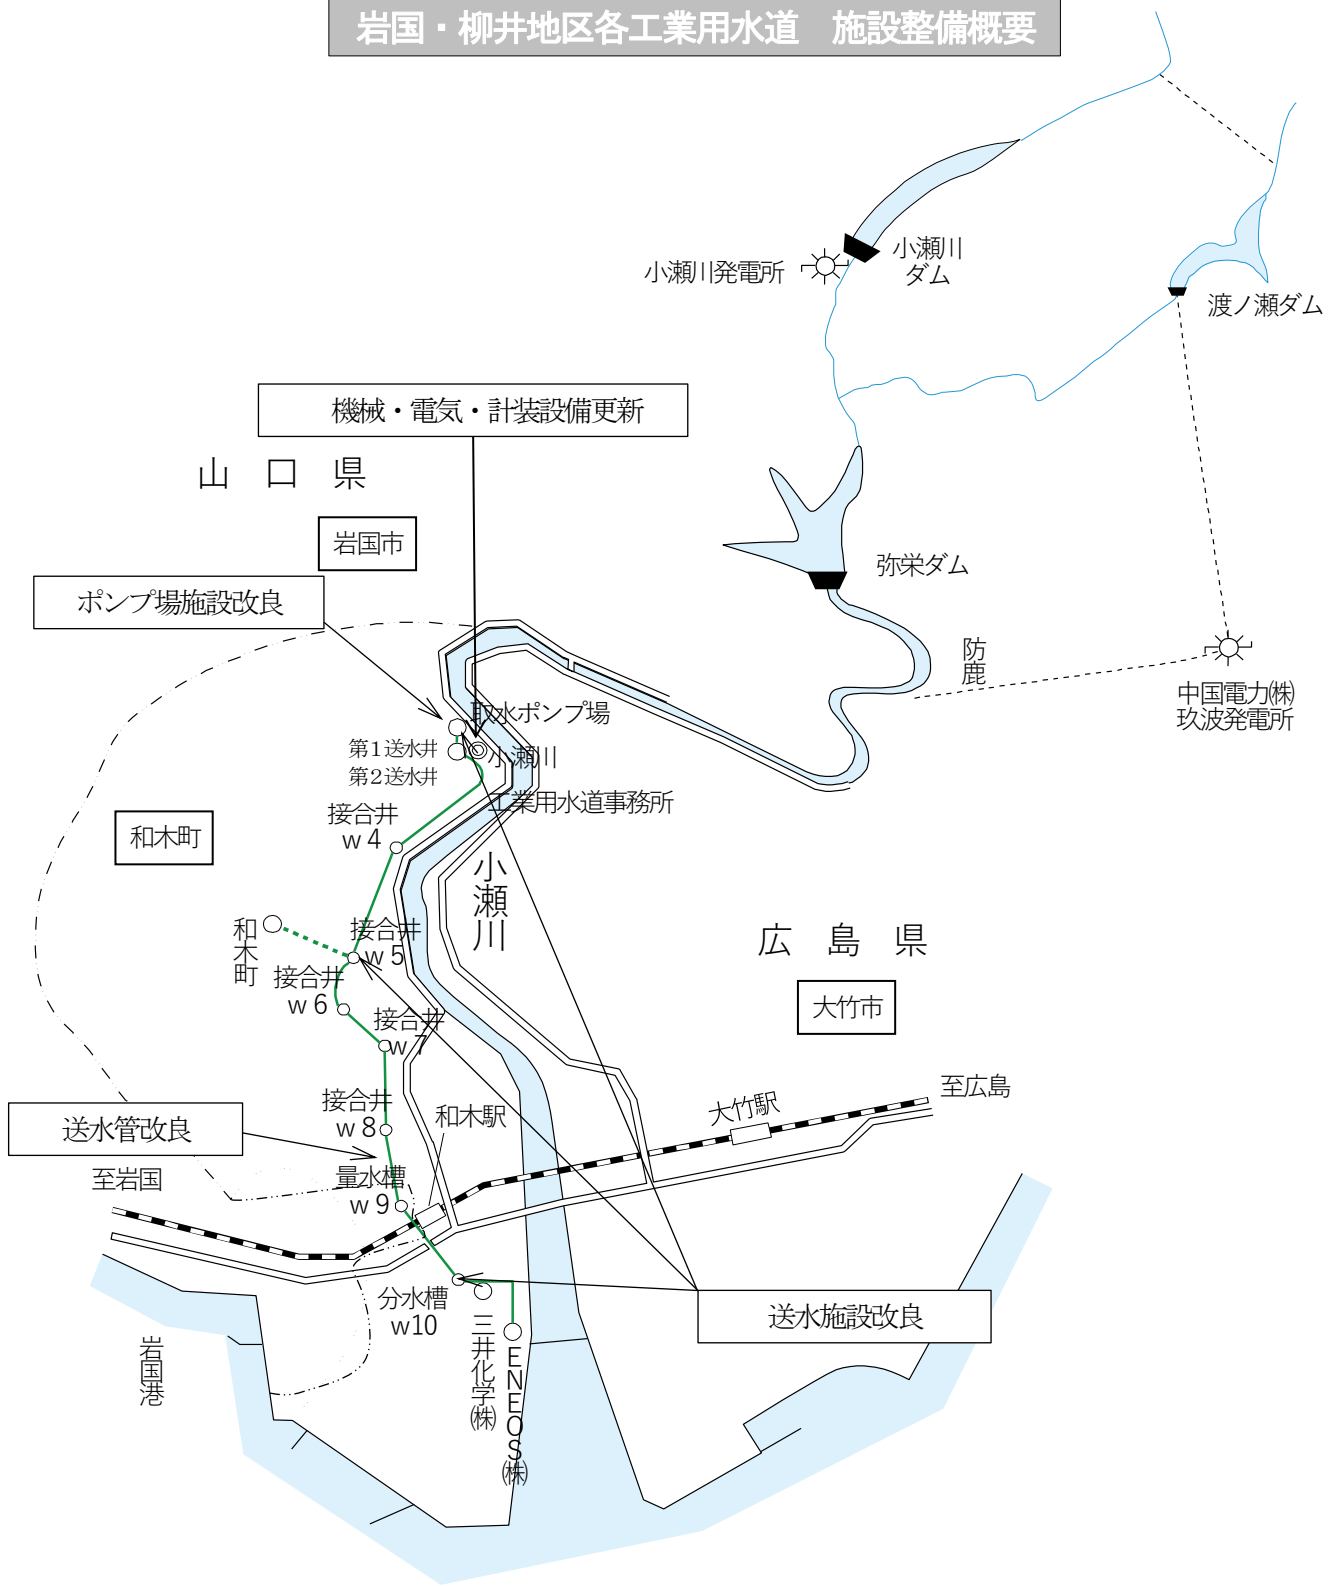 岩国・柳井地区各工業用水道　施設整備概要
小瀬川発電所
小瀬川
ダム
渡ノ瀬ダム
機械・電気・計装設備更新
山　口　県
岩国市
弥栄ダム
ポンプ場施設改良
防鹿
中国電力㈱
玖波発電所
取水ポンプ場
第1送水井
第2送水井
小瀬川
工業用水道事務所
接合井
w 4
和木町
小瀬川
和木町
接合井
w 5
広　島　県
接合井
w 6
大竹市
接合井
w 7
至広島
大竹駅
接合井
w 8
和木駅
送水管改良
至岩国
量水槽
w 9
分水槽
w10
送水施設改良
岩国港
三井化学㈱
ENEOS㈱